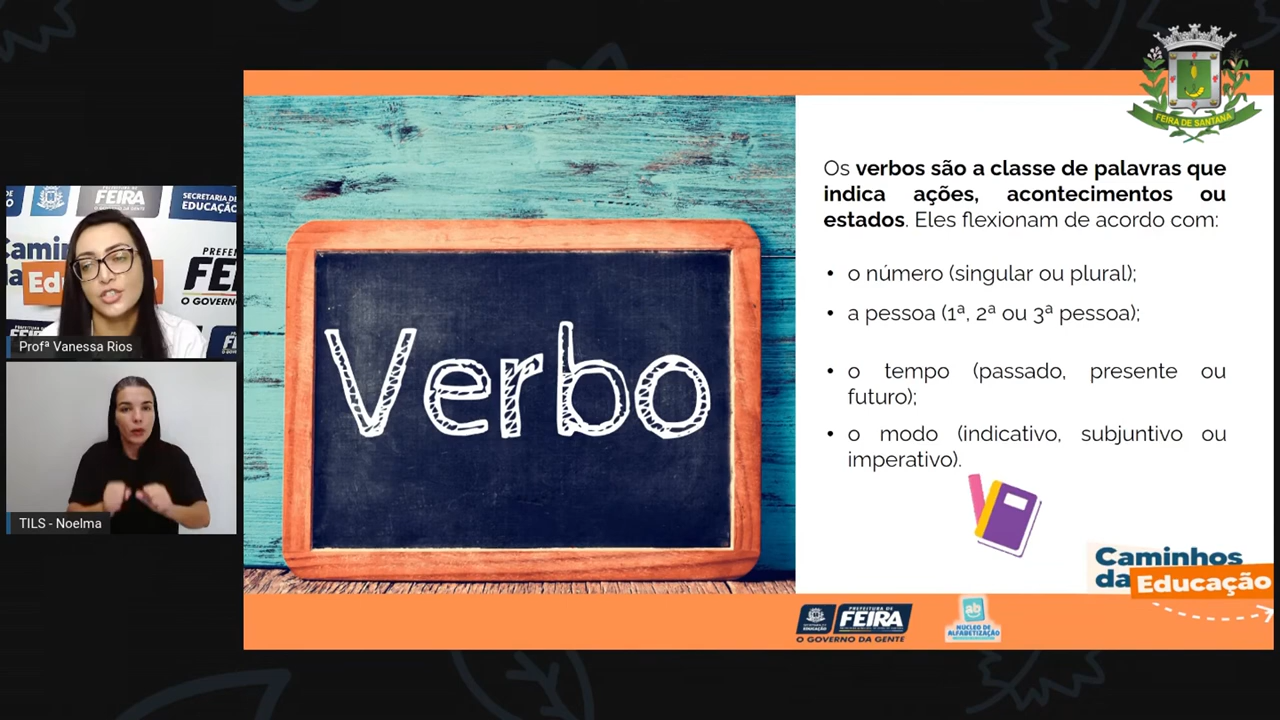 FEIRA DE SANTANA
Os verbos são a classe de palavras que
indica ações, acontecimentos ou
estados. Eles flexionam de acordo com:
• o número (singular ou plural);
• a pessoa (1ª, 2ª ou 3ª pessoa);
• o tempo (passado, presente ou
futuro);
• o modo (indicativo, subjuntivo ou
imperativo).
Verbo
FEIRA
SECRETARIA DE
EDUCAÇÃO
Profª Vanessa Rios
TILS - Noelma
Caminhos
da Educação
PREFEITURA DE
FEIRA
O GOVERNO DA GENTE
NÚCLEO DE
ALFABETIZAÇÃO